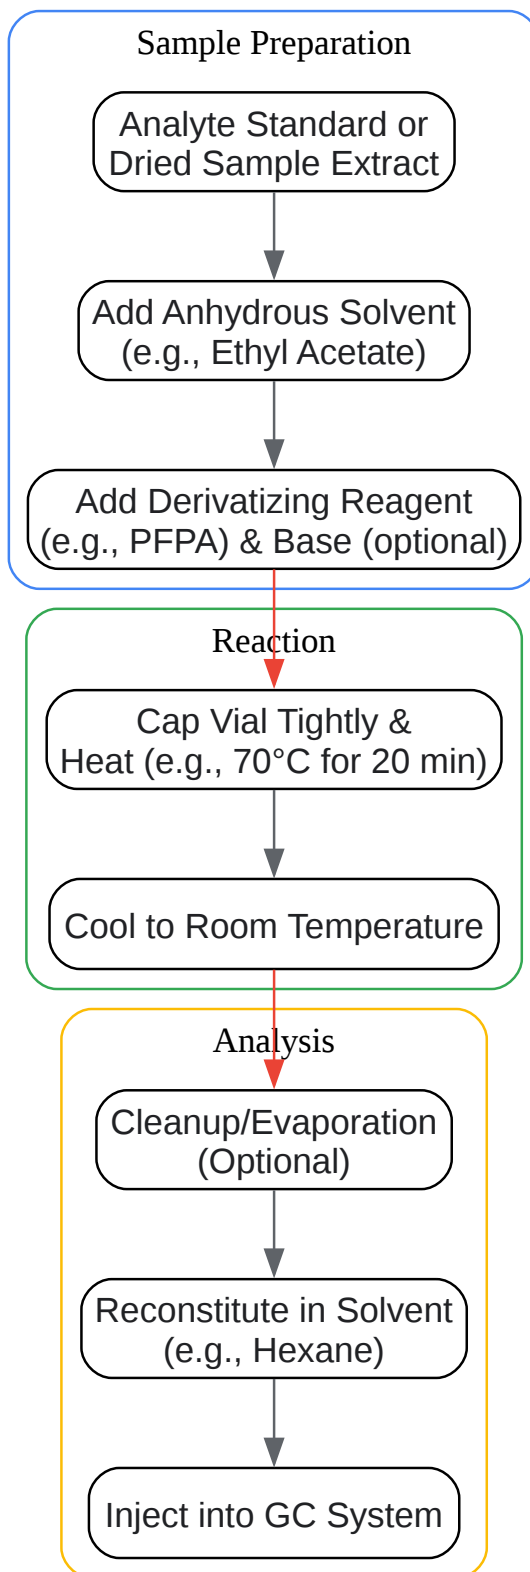 Sample Preparation
Analyte Standard or
Dried Sample Extract
Add Anhydrous Solvent
(e.g., Ethyl Acetate)
Add Derivatizing Reagent
(e.g., PFPA) & Base (optional)
Reaction
Cap Vial Tightly &
Heat (e.g., 70°C for 20 min)
Cool to Room Temperature
Analysis
Cleanup/Evaporation
(Optional)
Reconstitute in Solvent
(e.g., Hexane)
Inject into GC System